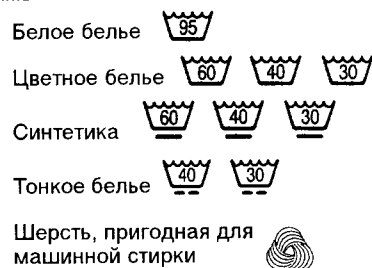 Белое белье 95
Цветное белье 60 40 30
Синтетика 60 40 30
Тонкое белье 40 30
Шерсть, пригодная для
машинной стирки